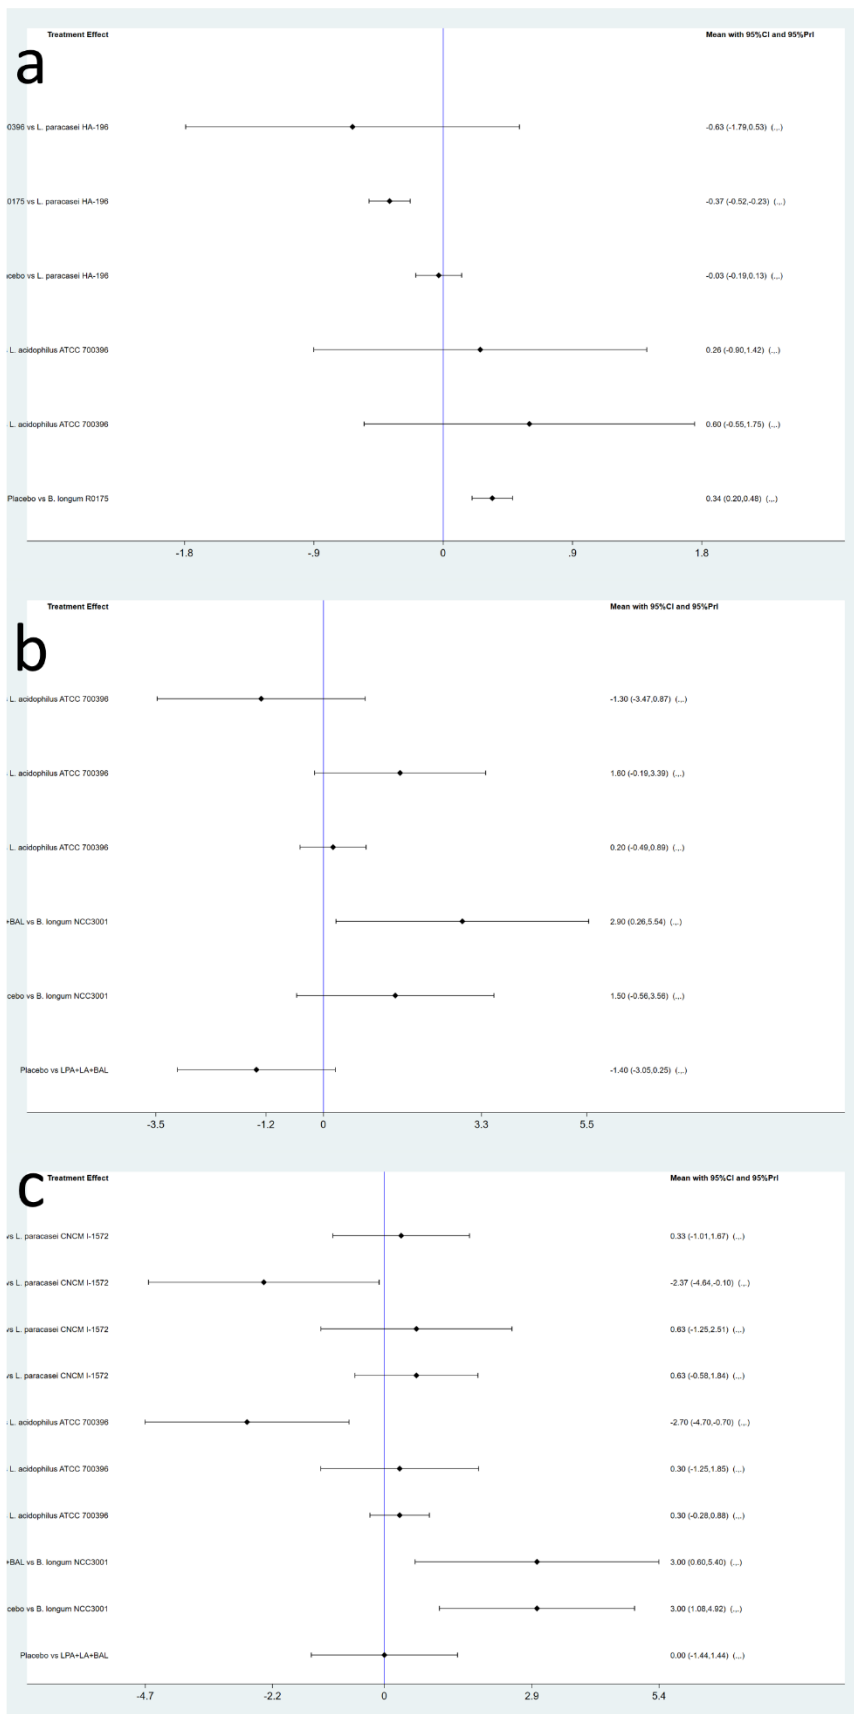 a
Treatment Effect Mean with 95%CI and 95%PrI
0396 vs L. paracasei HA-196 -0.63 (-1.79,0.53) (.,.)
0175 vs L. paracasei HA-196 -0.37 (-0.52,-0.23) (.,.)
cebo vs L. paracasei HA-196 -0.03 (-0.19,0.13) (.,.)
L. acidophilus ATCC 700396 0.26 (-0.90,1.42) (.,.)
L. acidophilus ATCC 700396 0.60 (-0.55,1.75) (.,.)
Placebo vs B. longum R0175 0.34 (0.20,0.48) (.,.)
-1.8 -.9 0 .9 1.8
b
Treatment Effect Mean with 95%CI and 95%PrI
L. acidophilus ATCC 700396 -1.30 (-3.47,0.87) (.,.)
L. acidophilus ATCC 700396 1.60 (-0.19,3.39) (.,.)
L. acidophilus ATCC 700396 0.20 (-0.49,0.89) (.,.)
+BAL vs B. longum NCC3001 2.90 (0.26,5.54) (.,.)
cebo vs B. longum NCC3001 1.50 (-0.56,3.56) (.,.)
Placebo vs LPA+LA+BAL -1.40 (-3.05,0.25) (.,.)
-3.5 -1.2 0 3.3 5.5
c
Treatment Effect Mean with 95%CI and 95%PrI
vs L. paracasei CNCM I-1572 0.33 (-1.01,1.67) (.,.)
vs L. paracasei CNCM I-1572 -2.37 (-4.64,-0.10) (.,.)
vs L. paracasei CNCM I-1572 0.63 (-1.25,2.51) (.,.)
vs L. paracasei CNCM I-1572 0.63 (-0.58,1.84) (.,.)
L. acidophilus ATCC 700396 -2.70 (-4.70,-0.70) (.,.)
L. acidophilus ATCC 700396 0.30 (-1.25,1.85) (.,.)
L. acidophilus ATCC 700396 0.30 (-0.28,0.88) (.,.)
+BAL vs B. longum NCC3001 3.00 (0.60,5.40) (.,.)
cebo vs B. longum NCC3001 3.00 (1.08,4.92) (.,.)
Placebo vs LPA+LA+BAL 0.00 (-1.44,1.44) (.,.)
-4.7 -2.2 0 2.9 5.4